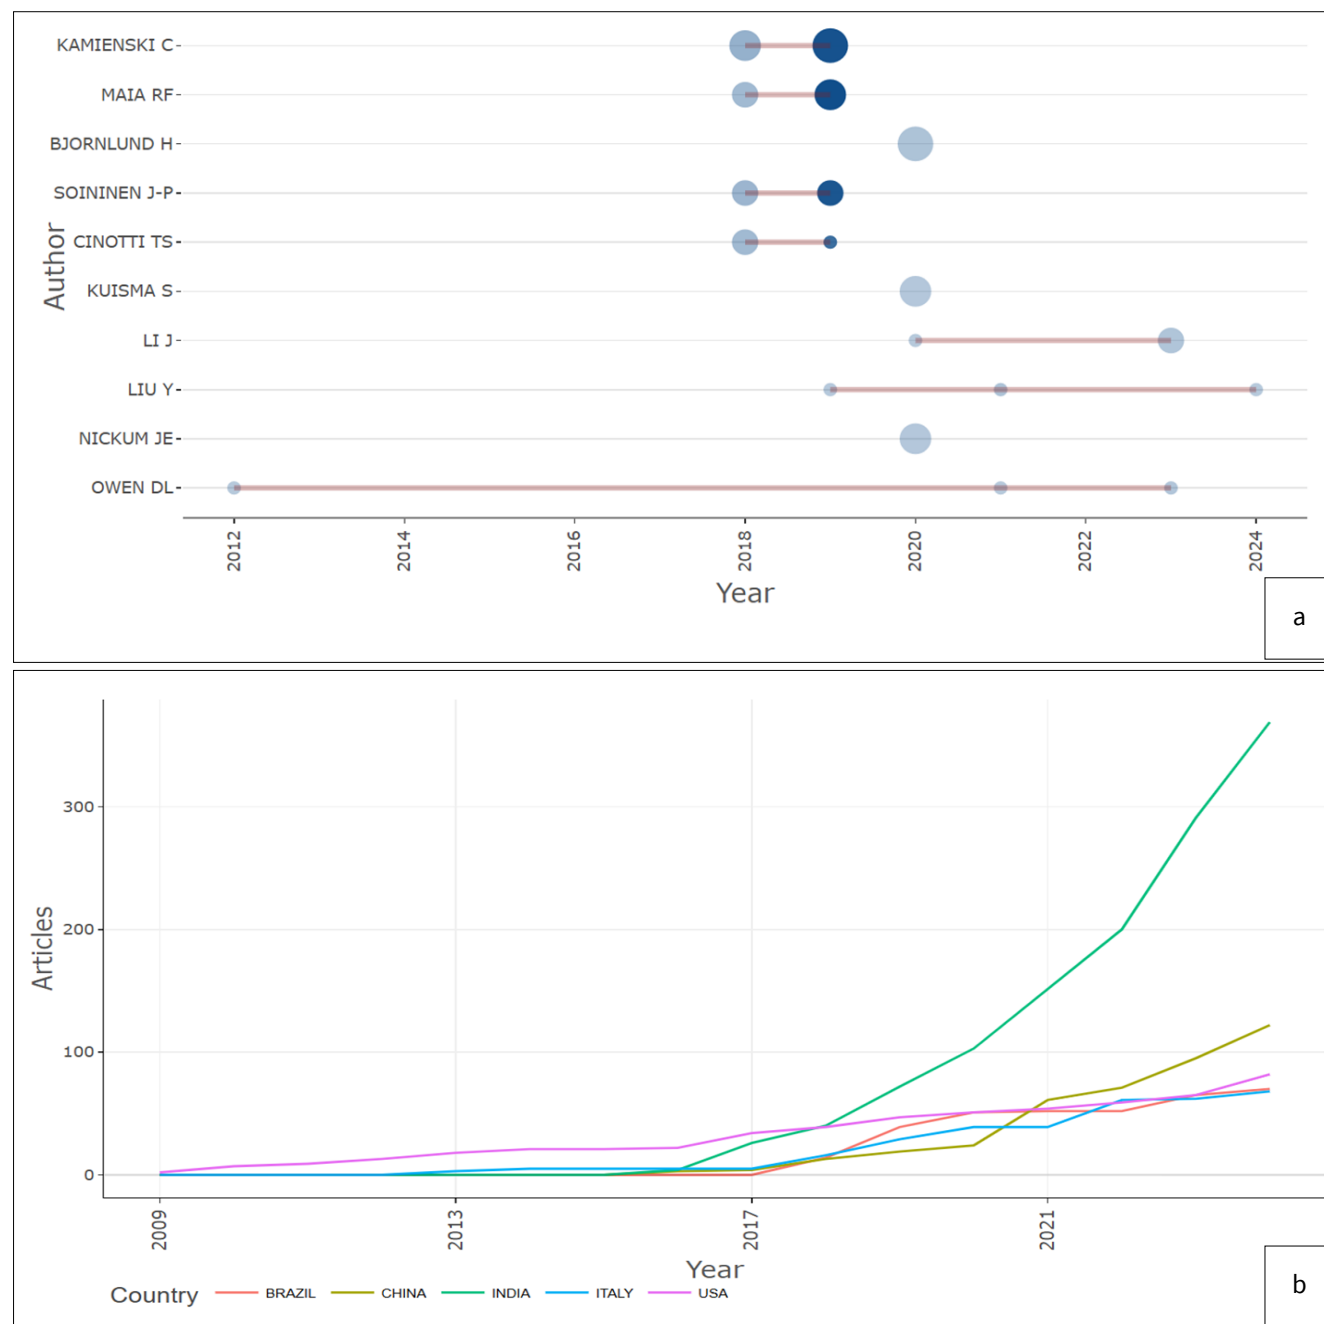 KAMIENSKI C
MAIA RF
BJORNLUND H
SOININEN J-P
CINOTTI TS
KUISMA S
LI J
LIU Y
NICKUM JE
OWEN DL
Author
2012
2014
2016
2018
2020
2022
2024
Year
a
300
200
100
0
Articles
2009
2013
2017
2021
Year
Country BRAZIL CHINA INDIA ITALY USA
b